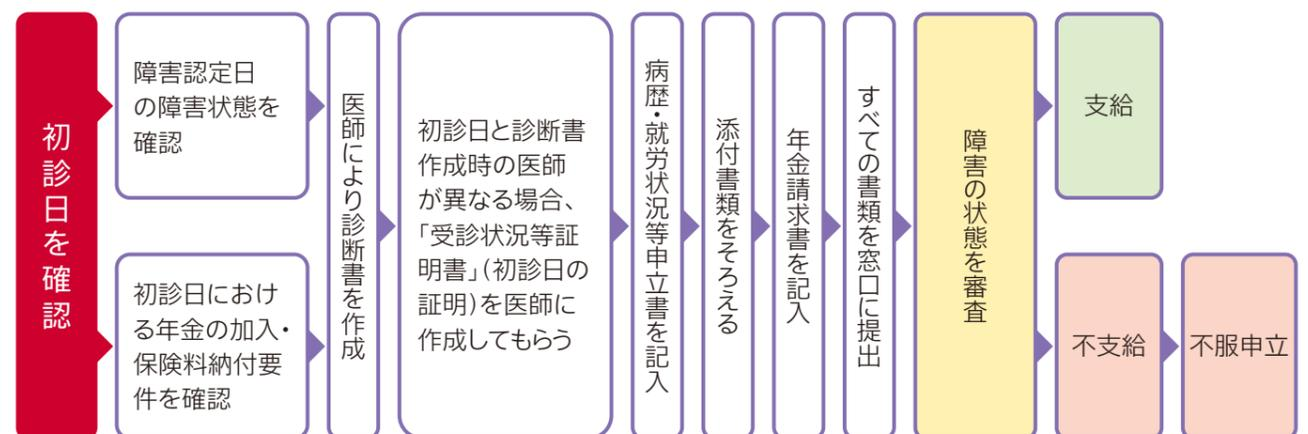 初診日を確認
障害認定日
の障害状態を
確認
初診日におけ
る年金の加入・
保険料納付要
件を確認
医師により診断書を作成
初診日と診断書
作成時の医師
が異なる場合、
「受診状況等証
明書」（初診日の
証明）を医師に
作成してもらう
病歴・就労状況等申立書を記入
添付書類をそろえる
年金請求書を記入
すべての書類を窓口に提出
障害の状態を審査
支給
不支給
不服申立